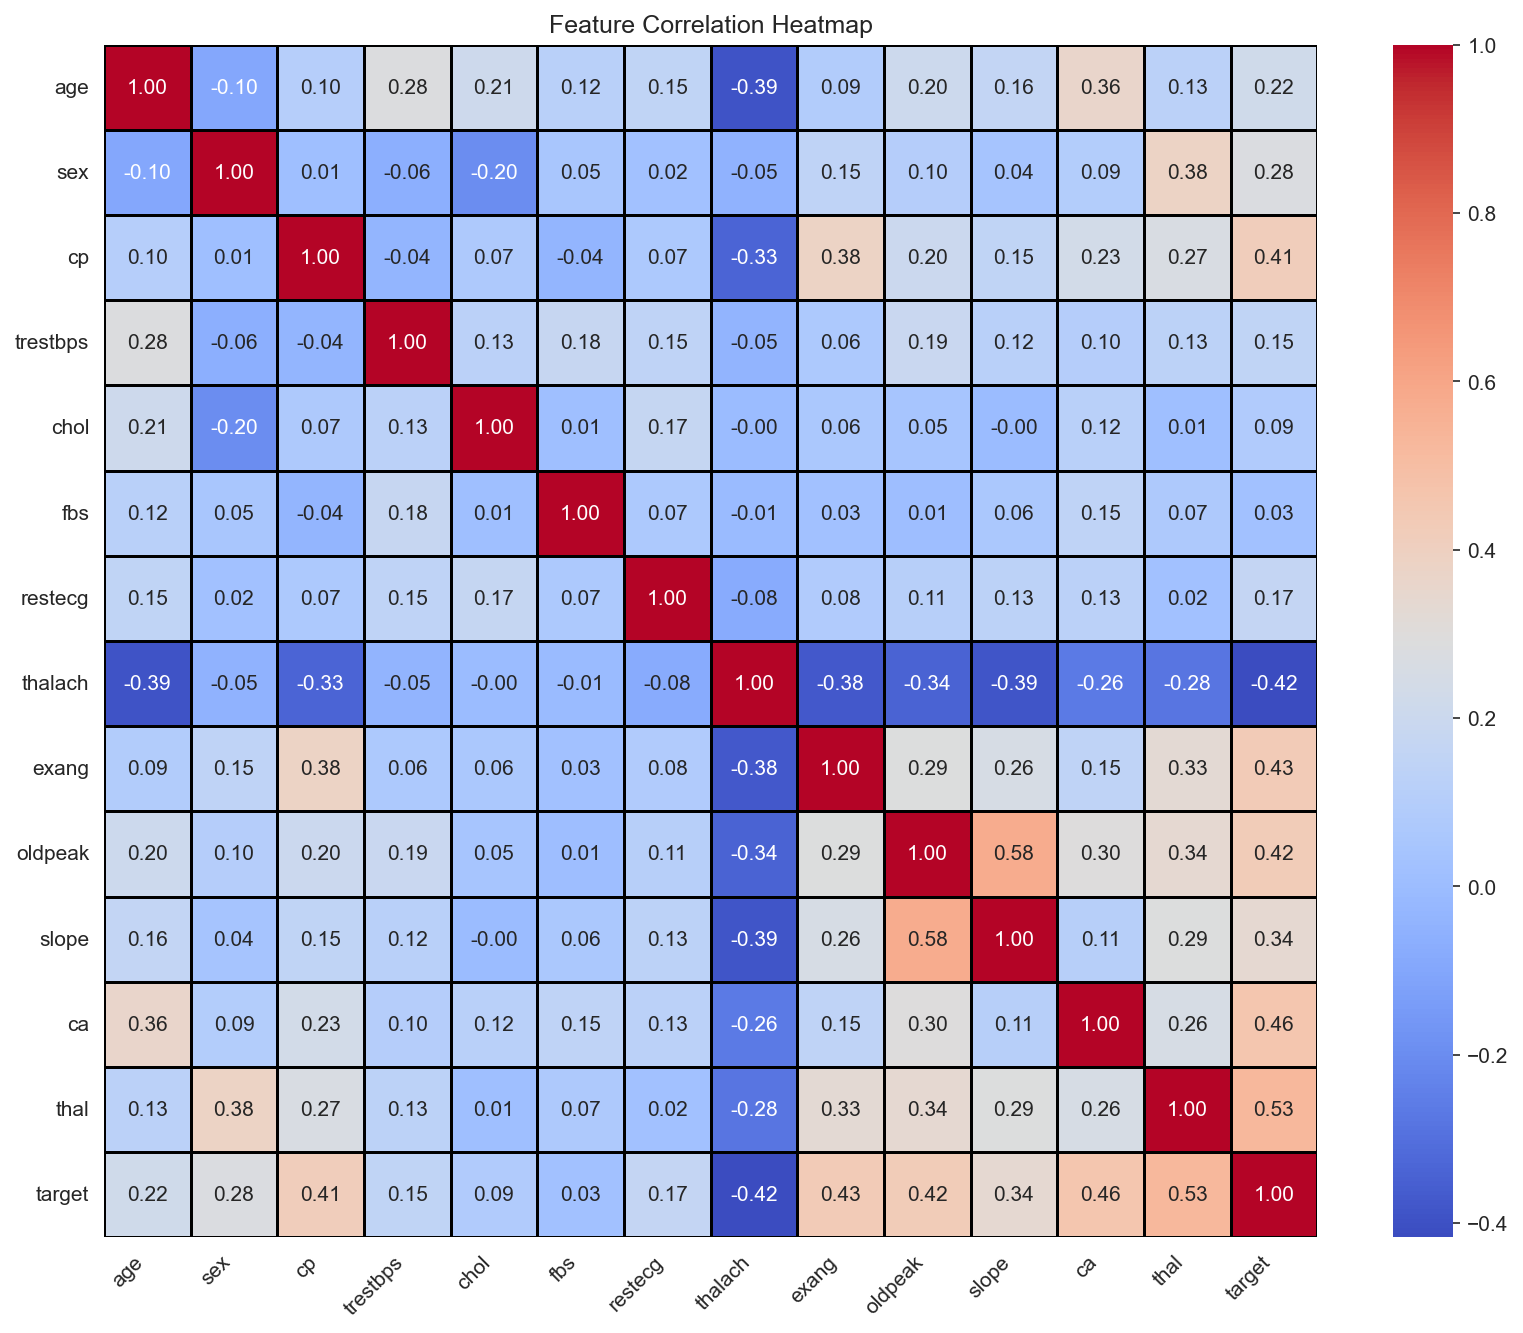 Feature Correlation Heatmap
age 1.00 -0.10 0.10 0.28 0.21 0.12 0.15 -0.39 0.09 0.20 0.16 0.36 0.13 0.22
sex -0.10 1.00 0.01 -0.06 -0.20 0.05 0.02 -0.05 0.15 0.10 0.04 0.09 0.38 0.28
cp 0.10 0.01 1.00 -0.04 0.07 -0.04 0.07 -0.33 0.38 0.20 0.15 0.23 0.27 0.41
trestbps 0.28 -0.06 -0.04 1.00 0.13 0.18 0.15 -0.05 0.06 0.19 0.12 0.10 0.13 0.15
chol 0.21 -0.20 0.07 0.13 1.00 0.01 0.17 -0.00 0.06 0.05 -0.00 0.12 0.01 0.09
fbs 0.12 0.05 -0.04 0.18 0.01 1.00 0.07 -0.01 0.03 0.01 0.06 0.15 0.07 0.03
restecg 0.15 0.02 0.07 0.15 0.17 0.07 1.00 -0.08 0.08 0.11 0.13 0.13 0.02 0.17
thalach -0.39 -0.05 -0.33 -0.05 -0.00 -0.01 -0.08 1.00 -0.38 -0.34 -0.39 -0.26 -0.28 -0.42
exang 0.09 0.15 0.38 0.06 0.06 0.03 0.08 -0.38 1.00 0.29 0.26 0.15 0.33 0.43
oldpeak 0.20 0.10 0.20 0.19 0.05 0.01 0.11 -0.34 0.29 1.00 0.58 0.30 0.34 0.42
slope 0.16 0.04 0.15 0.12 -0.00 0.06 0.13 -0.39 0.26 0.58 1.00 0.11 0.29 0.34
ca 0.36 0.09 0.23 0.10 0.12 0.15 0.13 -0.26 0.15 0.30 0.11 1.00 0.26 0.46
thal 0.13 0.38 0.27 0.13 0.01 0.07 0.02 -0.28 0.33 0.34 0.29 0.26 1.00 0.53
target 0.22 0.28 0.41 0.15 0.09 0.03 0.17 -0.42 0.43 0.42 0.34 0.46 0.53 1.00
age sex cp trestbps chol fbs restecg thalach exang oldpeak slope ca thal target
1.0
0.8
0.6
0.4
0.2
0.0
−0.2
−0.4